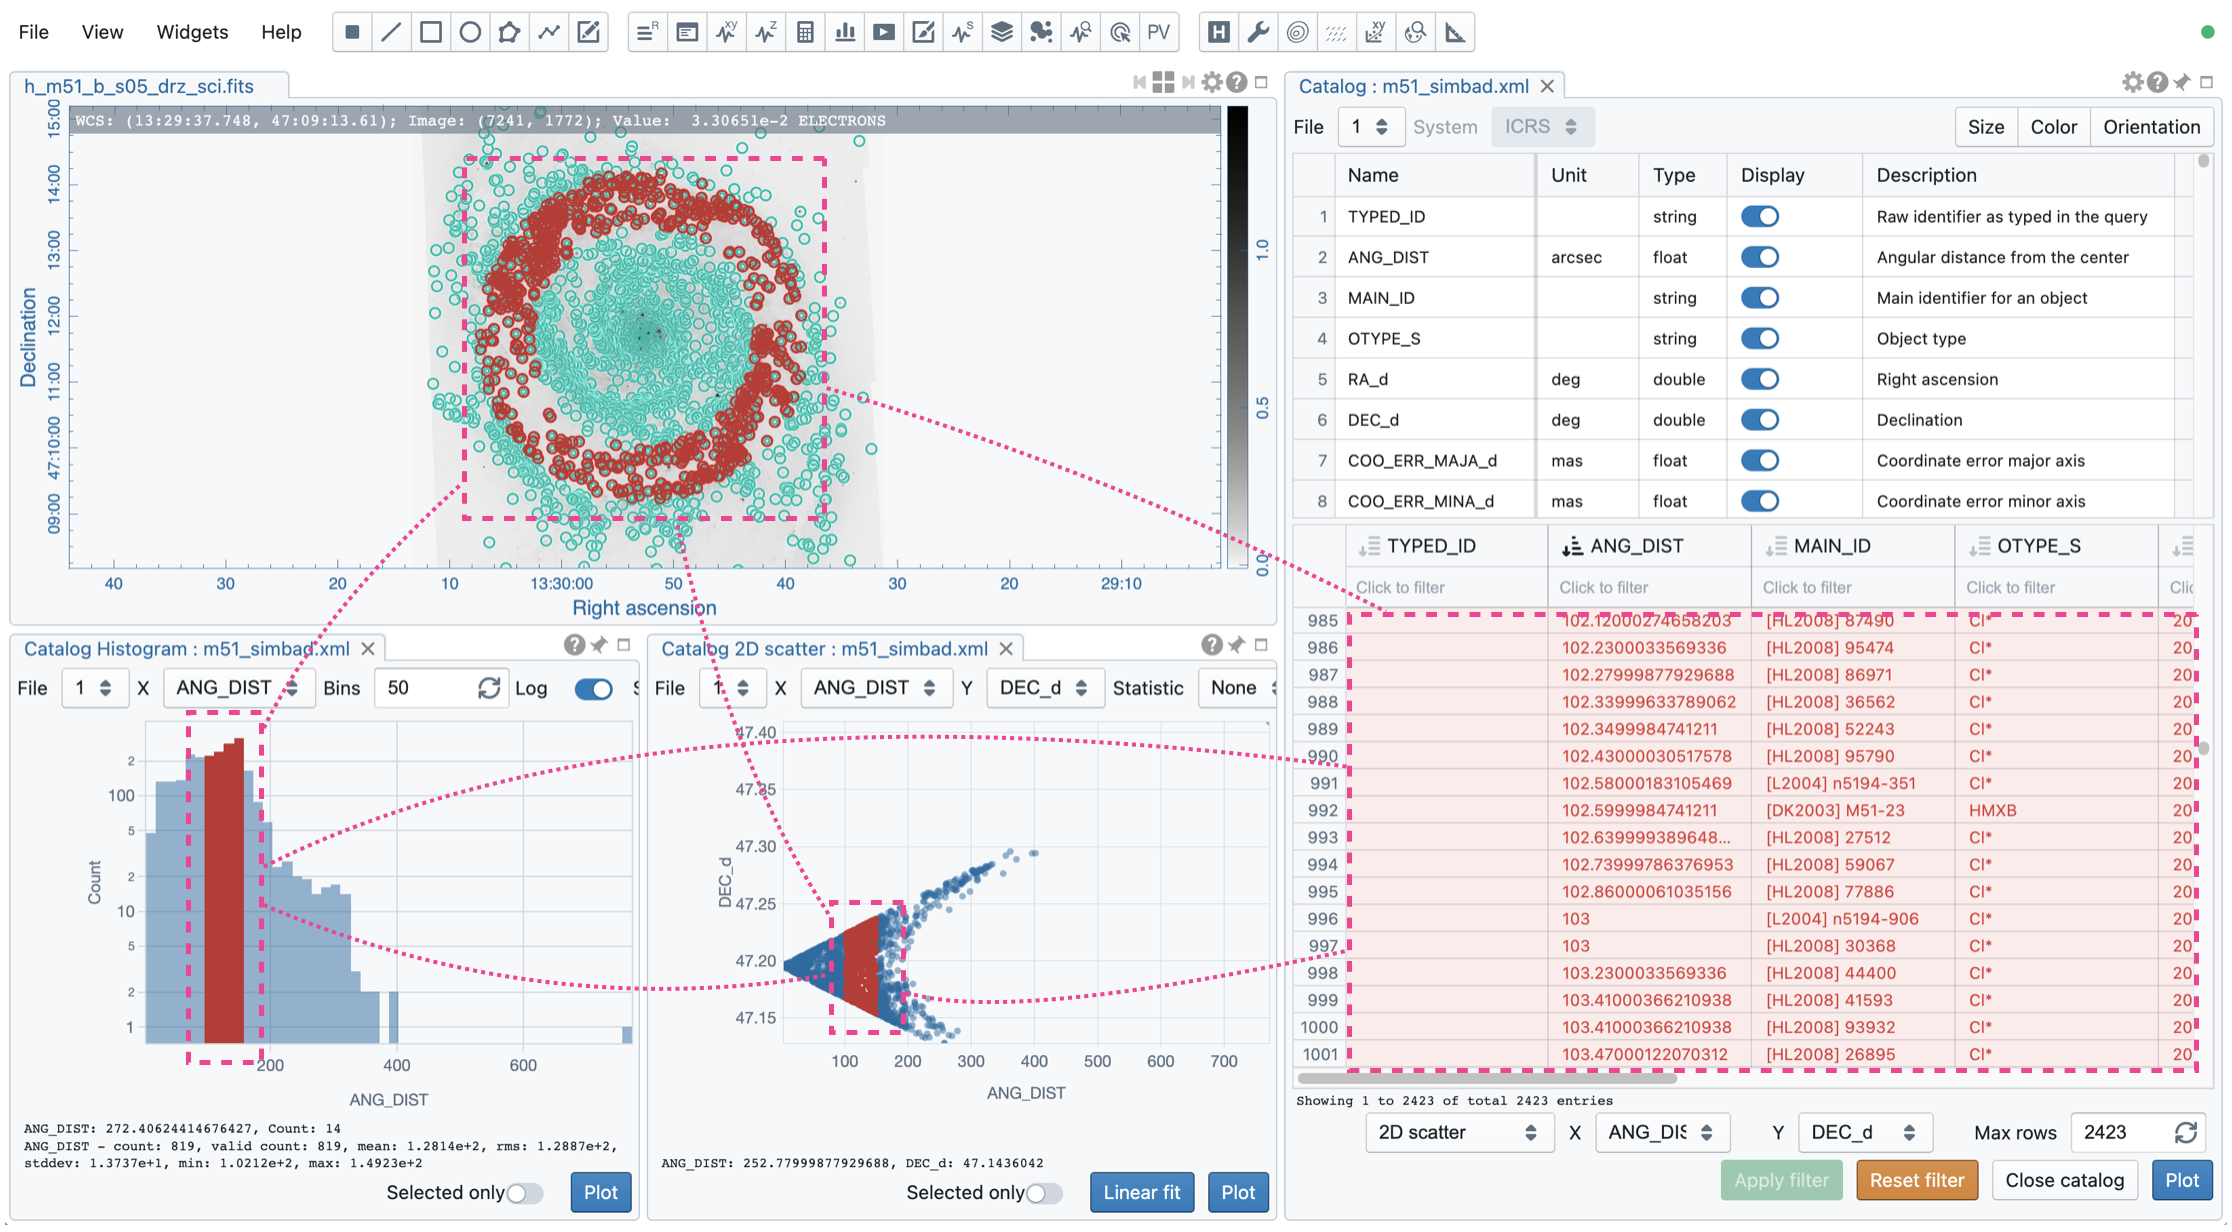 File View Widgets Help PV
h_m51_b_s05_drz_sci.fits
WCS: (13:29:37.748, 47:09:13.61); Image: (7241, 1772); Value: 3.30651e-2 ELECTRONS
Declination
15:00
14:00
13:00
12:00
11:00
47:10:00
09:00
1.0
0.5
0.0
40 30 20 10 13:30:00 50 40 30 20 29:10
Right ascension
Catalog : m51_simbad.xml
File 1 System ICRS Size Color Orientation
Name Unit Type Display Description
1 TYPED_ID string Raw identifier as typed in the query
2 ANG_DIST arcsec float Angular distance from the center
3 MAIN_ID string Main identifier for an object
4 OTYPE_S string Object type
5 RA_d deg double Right ascension
6 DEC_d deg double Declination
7 COO_ERR_MAJA_d mas float Coordinate error major axis
8 COO_ERR_MINA_d mas float Coordinate error minor axis
TYPED_ID ANG_DIST MAIN_ID OTYPE_S
Click to filter Click to filter Click to filter Click to filter Clic
985 102.12000274658203 [HL2008] 87490 Cl* 20
986 102.2300033569336 [HL2008] 95474 Cl* 20
987 102.27999877929688 [HL2008] 86971 Cl* 20
988 102.33999633789062 [HL2008] 36562 Cl* 20
989 102.3499984741211 [HL2008] 52243 Cl* 20
990 102.43000030517578 [HL2008] 95790 Cl* 20
991 102.58000183105469 [L2004] n5194-351 Cl* 20
992 102.5999984741211 [DK2003] M51-23 HMXB 20
993 102.639999389648... [HL2008] 27512 Cl* 20
994 102.73999786376953 [HL2008] 59067 Cl* 20
995 102.86000061035156 [HL2008] 77886 Cl* 20
996 103 [L2004] n5194-906 Cl* 20
997 103 [HL2008] 30368 Cl* 20
998 103.2300033569336 [HL2008] 44400 Cl* 20
999 103.41000366210938 [HL2008] 41593 Cl* 20
1000 103.41000366210938 [HL2008] 93932 Cl* 20
1001 103.47000122070312 [HL2008] 26895 Cl* 20
Showing 1 to 2423 of total 2423 entries
2D scatter X ANG_DIS Y DEC_d Max rows 2423
Apply filter Reset filter Close catalog Plot
Catalog Histogram : m51_simbad.xml
File 1 X ANG_DIST Bins 50 Log S
Count
2
100
5
2
10
5
2
1
200 400 600
ANG_DIST
ANG_DIST: 272.40624414676427, Count: 14
ANG_DIST - count: 819, valid count: 819, mean: 1.2814e+2, rms: 1.2887e+2,
stddev: 1.3737e+1, min: 1.0212e+2, max: 1.4923e+2
Selected only Plot
Catalog 2D scatter : m51_simbad.xml
File 1 X ANG_DIST Y DEC_d Statistic None
DEC_d
47.40
47.35
47.30
47.25
47.20
47.15
100 200 300 400 500 600 700
ANG_DIST
ANG_DIST: 252.77999877929688, DEC_d: 47.1436042
Selected only Linear fit Plot